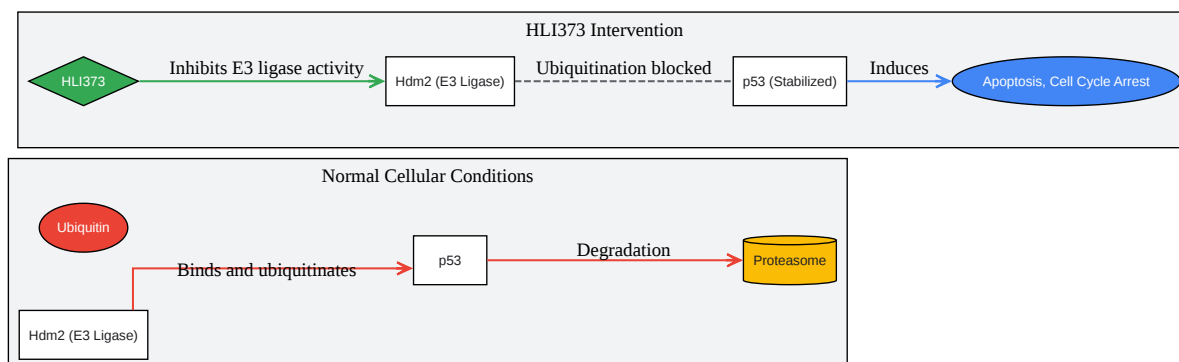 HLI373 Intervention
HLI373
Inhibits E3 ligase activity
Hdm2 (E3 Ligase)
Ubiquitination blocked
p53 (Stabilized)
Induces
Apoptosis, Cell Cycle Arrest
Normal Cellular Conditions
Ubiquitin
Hdm2 (E3 Ligase)
Binds and ubiquitinates
p53
Degradation
Proteasome